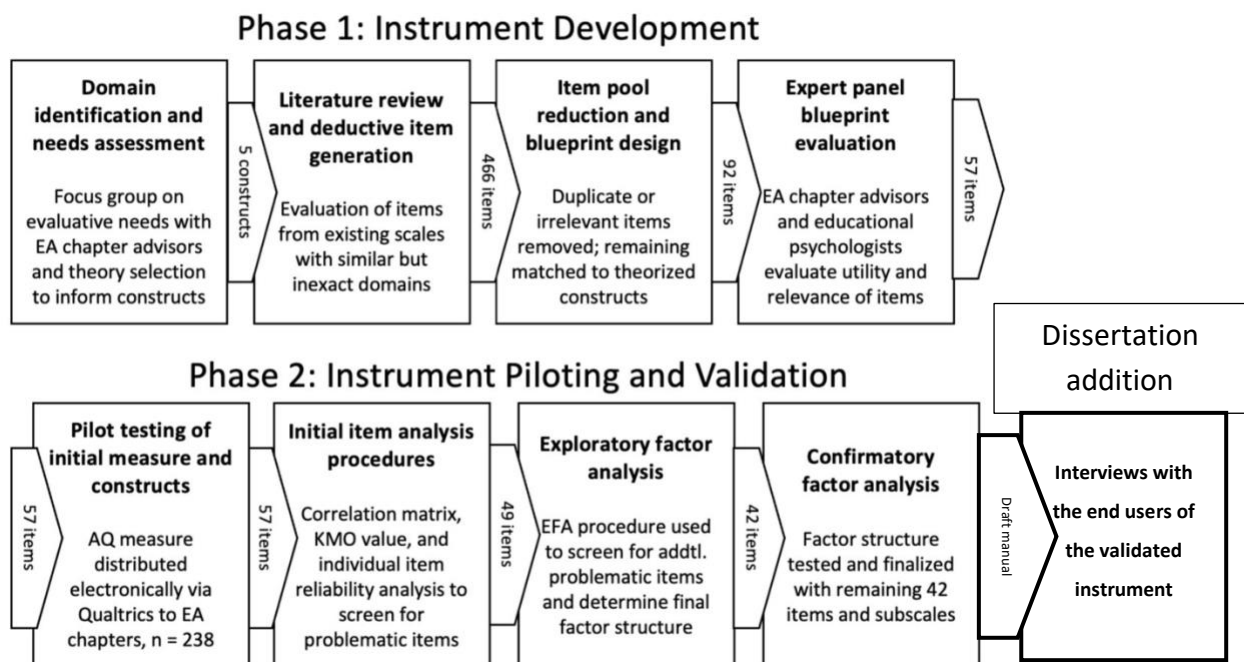 Phase 1: Instrument Development
Domain
identification and
needs assessment
Focus group on
evaluative needs with
EA chapter advisors
and theory selection
to inform constructs
5 constructs
Literature review
and deductive item
generation
Evaluation of items
from existing scales
with similar but
inexact domains
466 items
Item pool
reduction and
blueprint design
Duplicate or
irrelevant items
removed; remaining
matched to theorized
constructs
92 items
Expert panel
blueprint
evaluation
EA chapter advisors
and educational
psychologists
evaluate utility and
relevance of items
57 items
Phase 2: Instrument Piloting and Validation
57 items
Pilot testing of
initial measure and
constructs
AQ measure
distributed
electronically via
Qualtrics to EA
chapters, n = 238
57 items
Initial item analysis
procedures
Correlation matrix,
KMO value, and
individual item
reliability analysis to
screen for
problematic items
49 items
Exploratory factor
analysis
EFA procedure used
to screen for addtl.
problematic items
and determine final
factor structure
42 items
Confirmatory
factor analysis
Factor structure
tested and finalized
with remaining 42
items and subscales
Dissertation
addition
Draft manual
Interviews with
the end users of
the validated
instrument